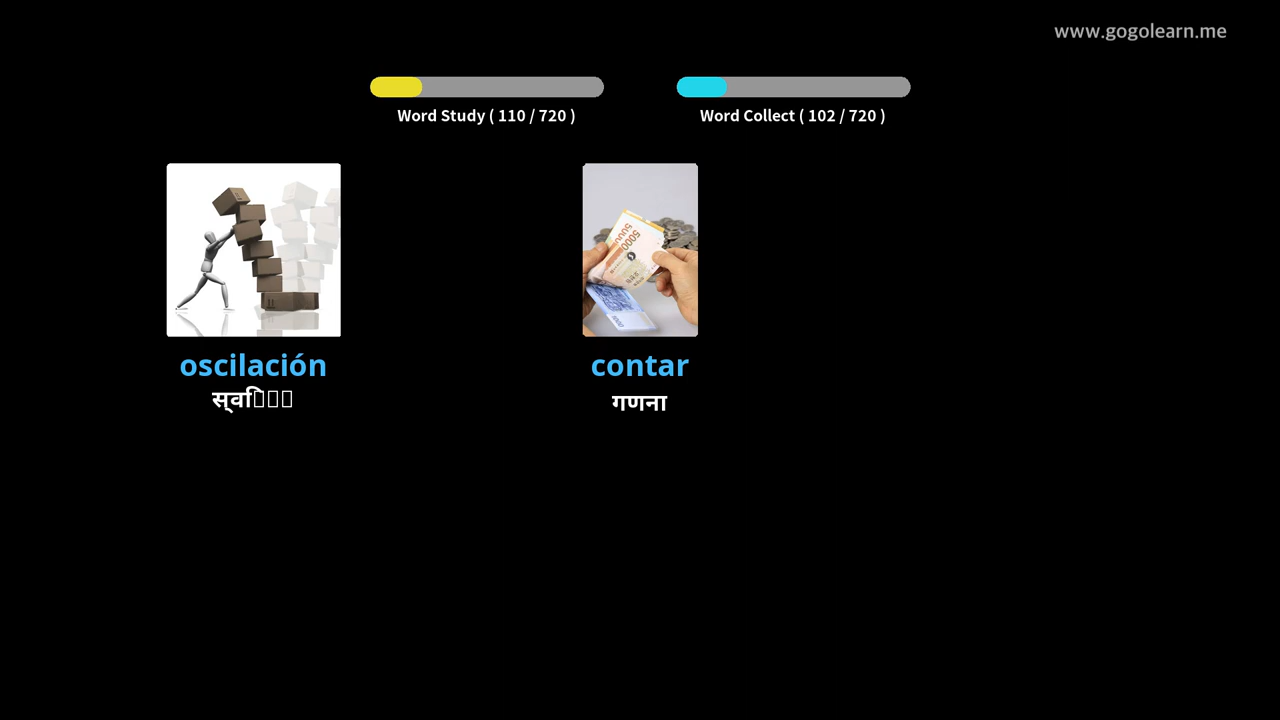 www.gogolearn.me
Word Study ( 110 / 720 )
Word Collect ( 102 / 720 )
oscilación
contar
गणना